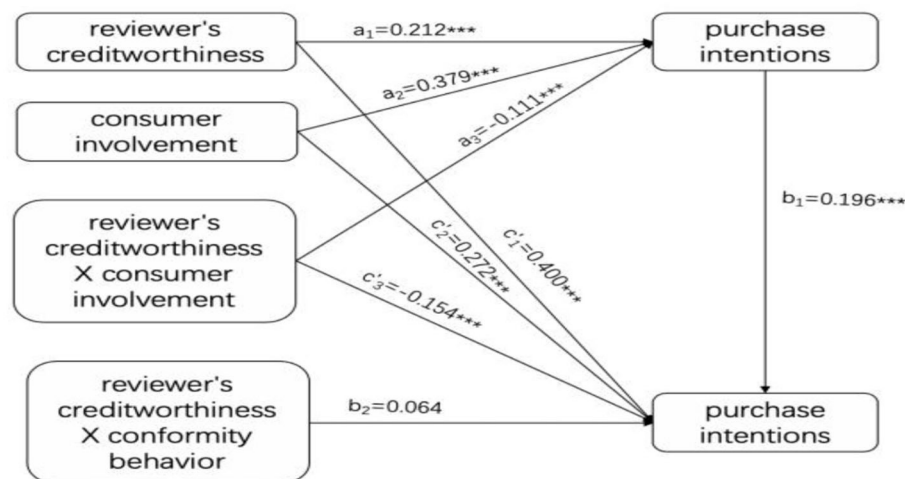 reviewer's
creditworthiness
a₁=0.212***
purchase
intentions
consumer
involvement
a₂=0.379***
a₃=-0.111***
reviewer's
creditworthiness
X consumer
involvement
b₁=0.196***
c'₁=0.400***
c'₂=0.272***
c'₃=-0.154***
reviewer's
creditworthiness
X conformity
behavior
b₂=0.064
purchase
intentions